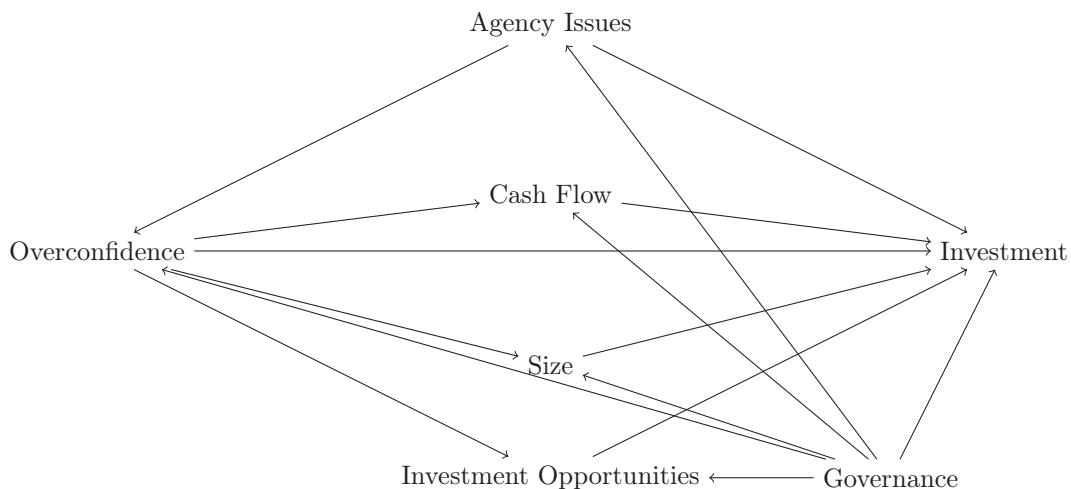 Agency Issues
Cash Flow
Overconfidence
Investment
Size
Investment Opportunities
Governance